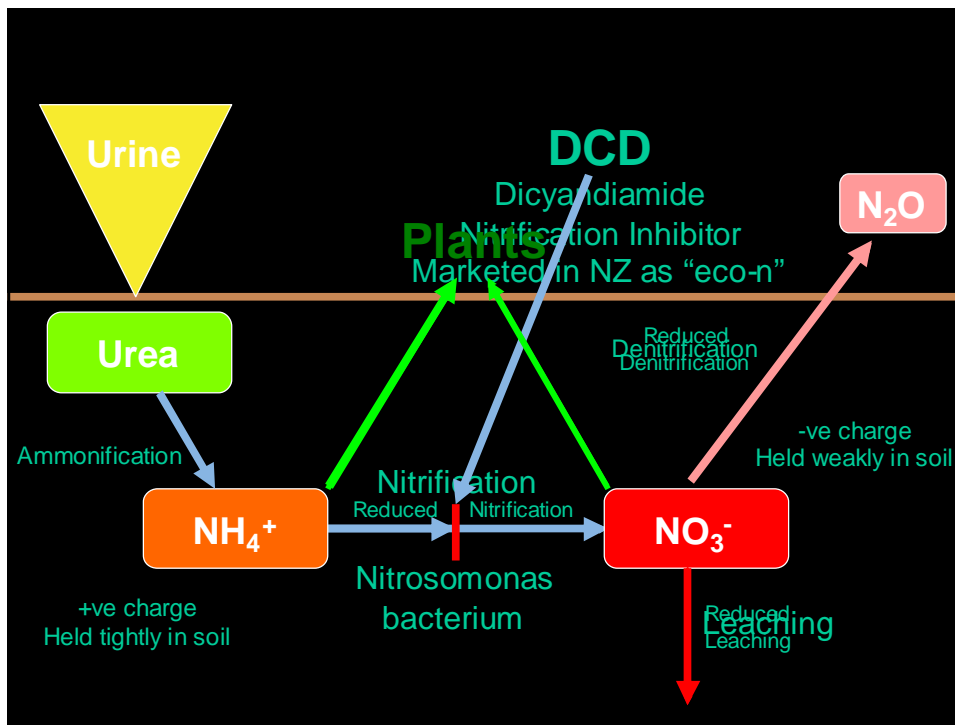 Urine
DCD
Dicyandiamide
Nitrification Inhibitor
Marketed in NZ as “eco-n”
Plants
N₂O
Urea
Reduced
Denitrification
Denitrification
Ammonification
-ve charge
Held weakly in soil
Nitrification
Reduced
Nitrification
NH₄⁺
NO₃⁻
Nitrosomonas
bacterium
+ve charge
Held tightly in soil
Reduced
Leaching
Leaching